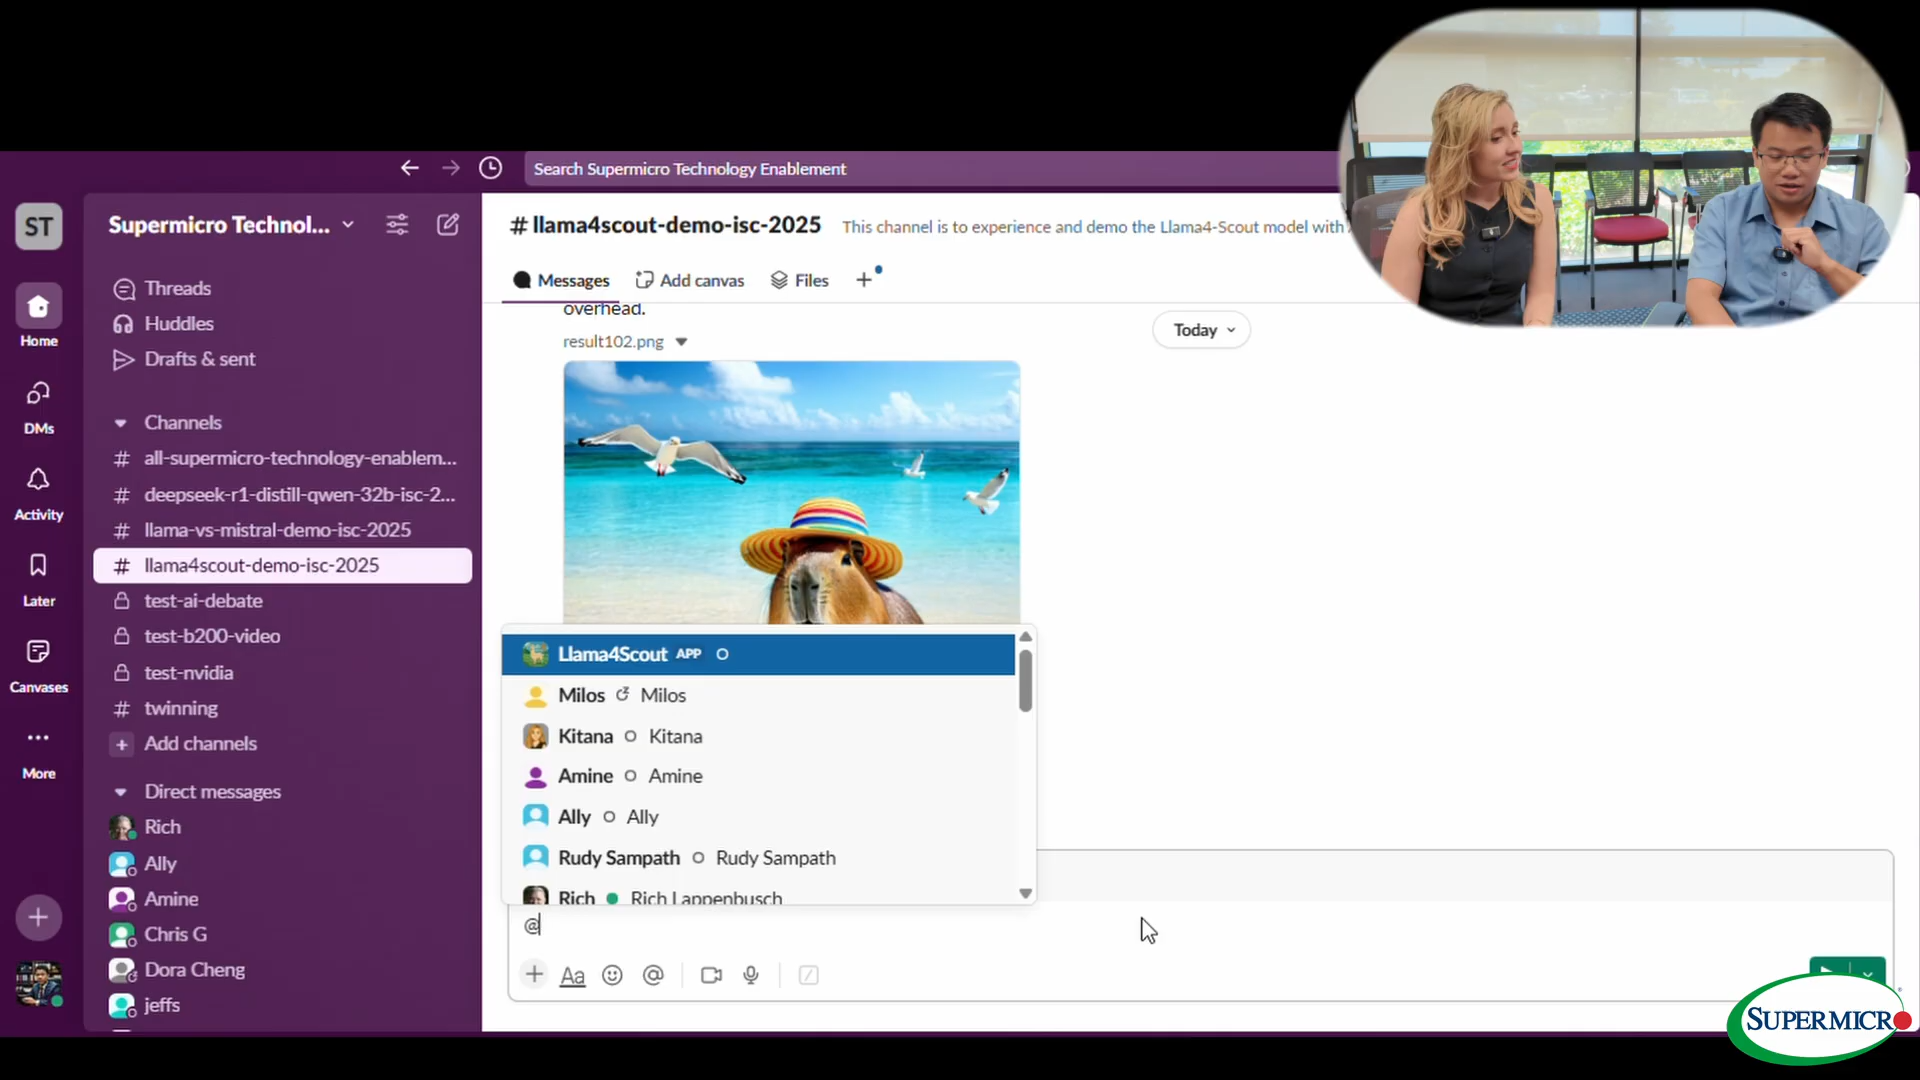 Search Supermicro Technology Enablement
ST
Home
DMs
Activity
Later
Canvases
More
Supermicro Technol...
Threads
Huddles
Drafts & sent
Channels
# all-supermicro-technology-enablem...
# deepseek-r1-distill-qwen-32b-isc-2...
# llama-vs-mistral-demo-isc-2025
# llama4scout-demo-isc-2025
test-ai-debate
test-b200-video
test-nvidia
# twinning
+ Add channels
Direct messages
Rich
Ally
Amine
Chris G
Dora Cheng
jeffs
# llama4scout-demo-isc-2025
This channel is to experience and demo the Llama4-Scout model with
Messages
Add canvas
Files
+
overhead.
Today
result102.png
Llama4Scout APP
Milos Milos
Kitana Kitana
Amine Amine
Ally Ally
Rudy Sampath Rudy Sampath
Rich Rich Lappenbusch
@
Aa
SUPERMICRO